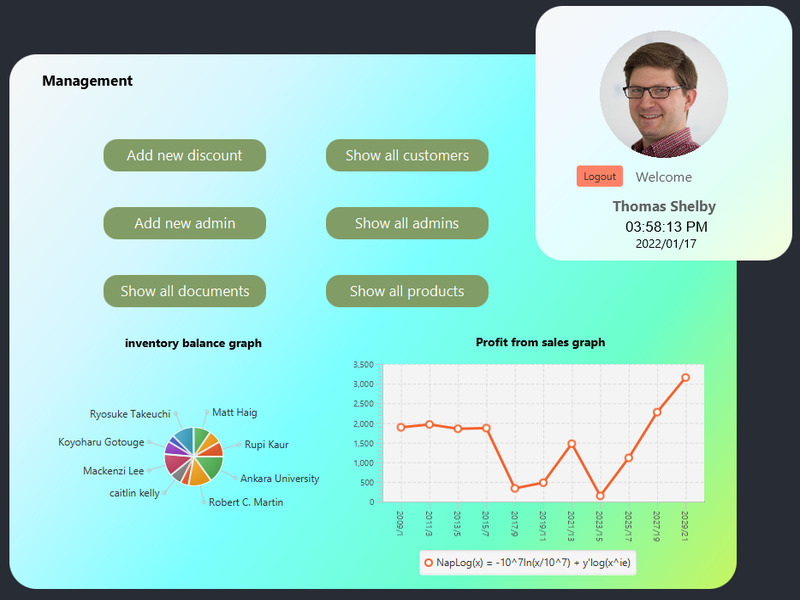 Management
Add new discount
Show all customers
Add new admin
Show all admins
Show all documents
Show all products
Logout
Welcome
Thomas Shelby
03:58:13 PM
2022/01/17
inventory balance graph
Ryosuke Takeuchi
Matt Haig
Koyoharu Gotouge
Rupi Kaur
Mackenzi Lee
Ankara University
caitlin kelly
Robert C. Martin
Profit from sales graph
3,500
3,000
2,500
2,000
1,500
1,000
500
0
2009/1
2011/3
2013/5
2015/7
2017/9
2019/11
2021/13
2023/15
2025/17
2027/19
2029/21
NapLog(x) = -10^7ln(x/10^7) + y'log(x^ie)